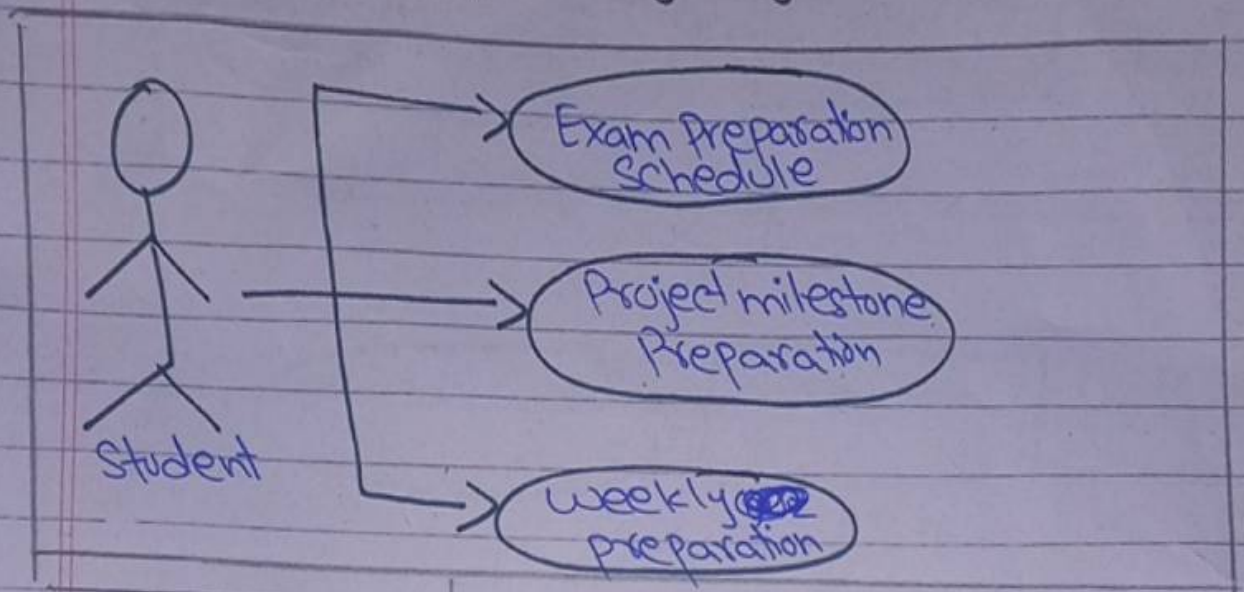 Exam Preparation
Schedule
Project milestone
Preparation
Student
weekly
preparation